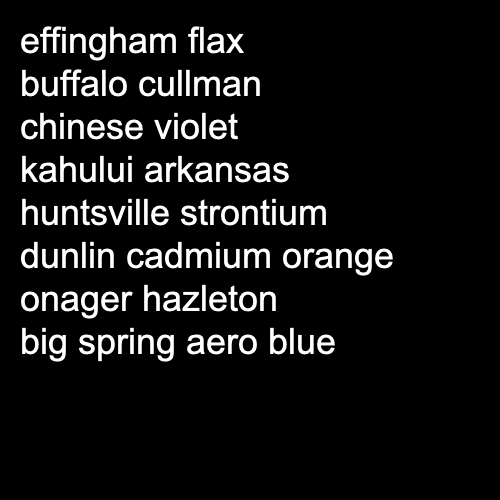 effingham flax
buffalo cullman
chinese violet
kahului arkansas
huntsville strontium
dunlin cadmium orange
onager hazleton
big spring aero blue